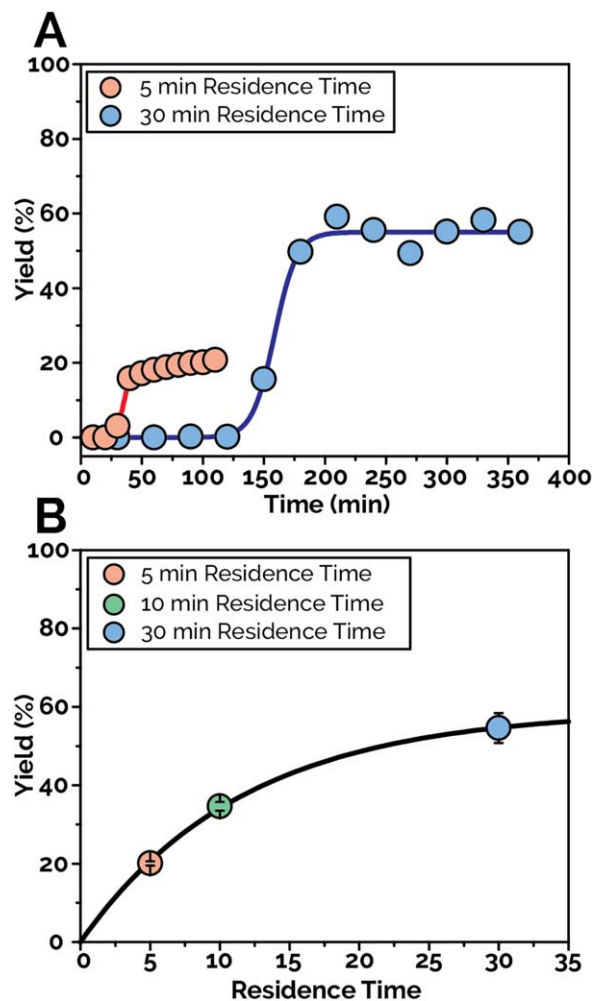 A
100
80
60
40
20
0
Yield (%)
5 min Residence Time
30 min Residence Time
0 50 100 150 200 250 300 350 400
Time (min)
B
100
80
60
40
20
0
Yield (%)
5 min Residence Time
10 min Residence Time
30 min Residence Time
0 5 10 15 20 25 30 35
Residence Time